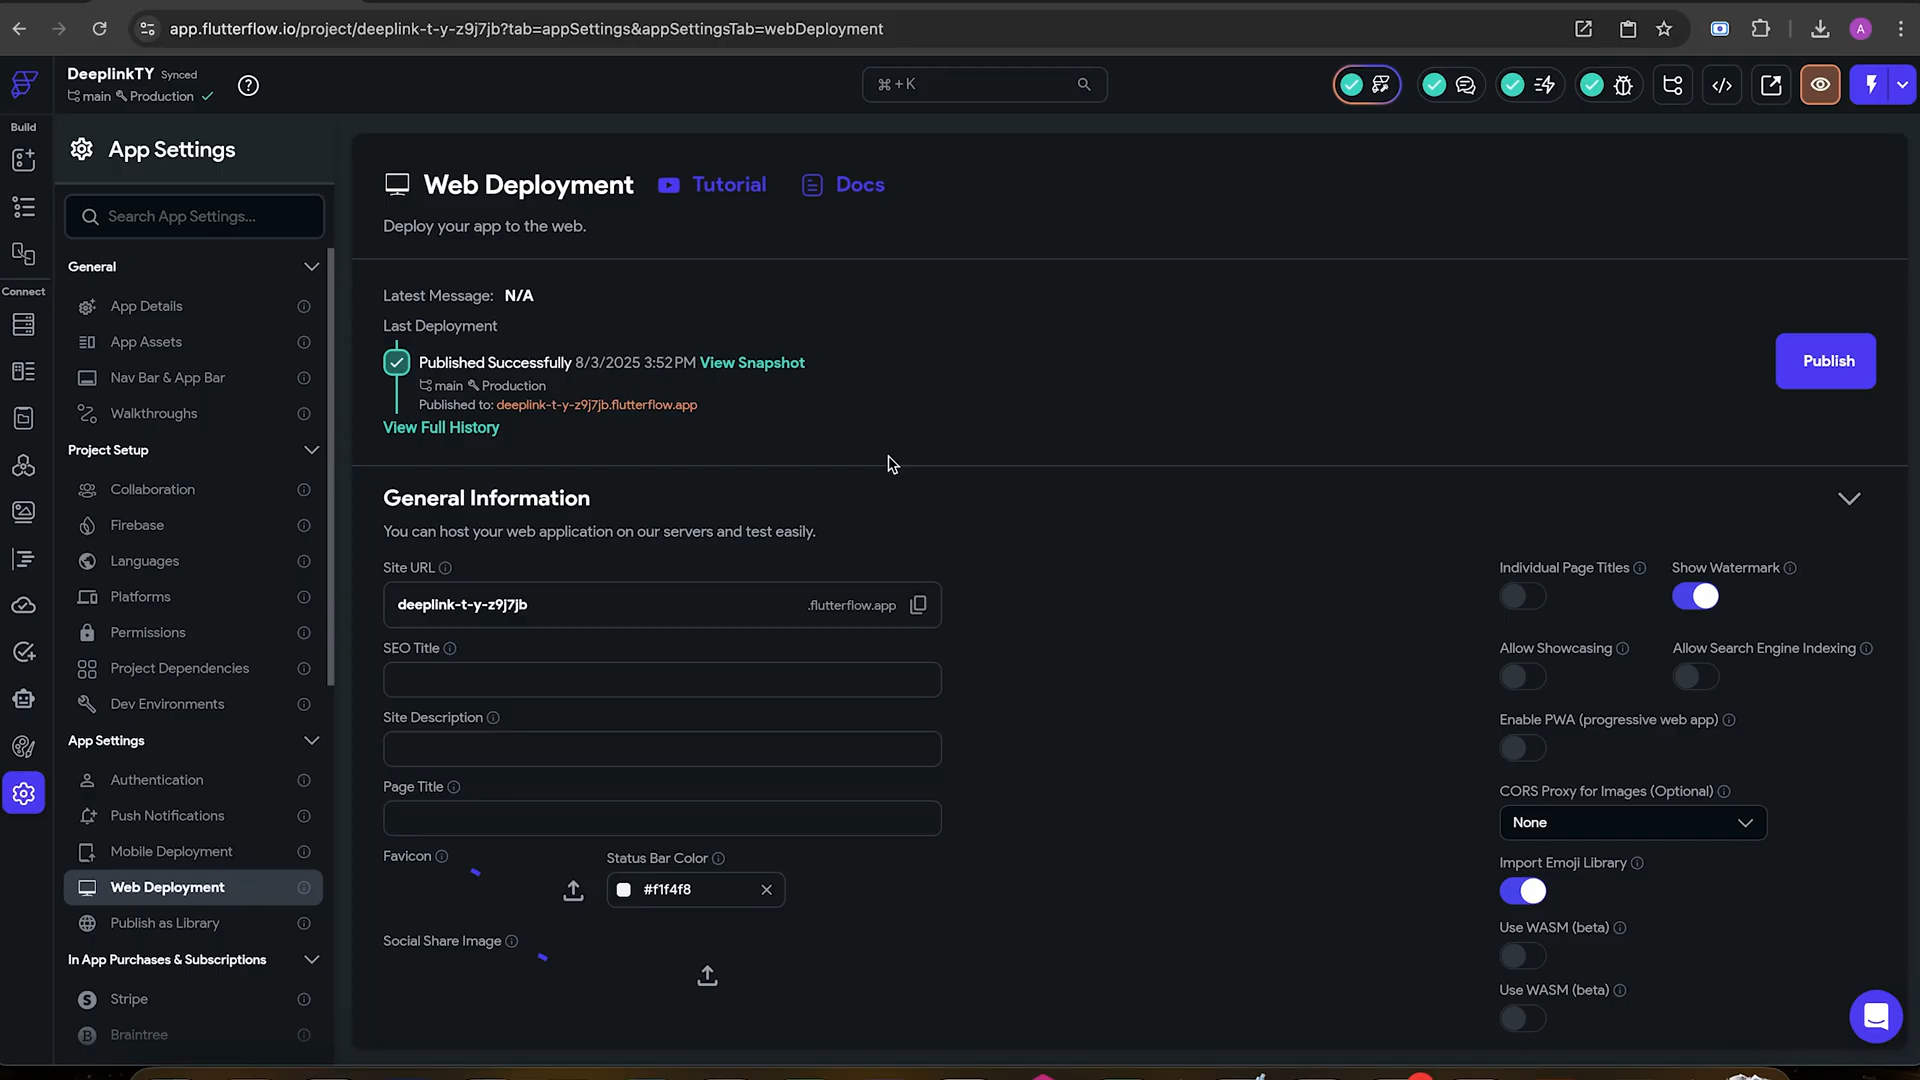 app.flutterflow.io/project/deeplink-t-y-z9j7jb?tab=appSettings&appSettingsTab=webDeployment
A
DeeplinkTY Synced
main Production
⌘+K
Build
Connect
App Settings
Search App Settings...
General
App Details
App Assets
Nav Bar & App Bar
Walkthroughs
Project Setup
Collaboration
Firebase
Languages
Platforms
Permissions
Project Dependencies
Dev Environments
App Settings
Authentication
Push Notifications
Mobile Deployment
Web Deployment
Publish as Library
In App Purchases & Subscriptions
Stripe
Braintree
Web Deployment Tutorial Docs
Deploy your app to the web.
Latest Message: N/A
Last Deployment
Published Successfully 8/3/2025 3:52 PM View Snapshot
main Production
Published to: deeplink-t-y-z9j7jb.flutterflow.app
View Full History
Publish
General Information
You can host your web application on our servers and test easily.
Site URL
deeplink-t-y-z9j7jb .flutterflow.app
SEO Title
Site Description
Page Title
Favicon
Status Bar Color
#f1f4f8
Social Share Image
Individual Page Titles
Show Watermark
Allow Showcasing
Allow Search Engine Indexing
Enable PWA (progressive web app)
CORS Proxy for Images (Optional)
None
Import Emoji Library
Use WASM (beta)
Use WASM (beta)